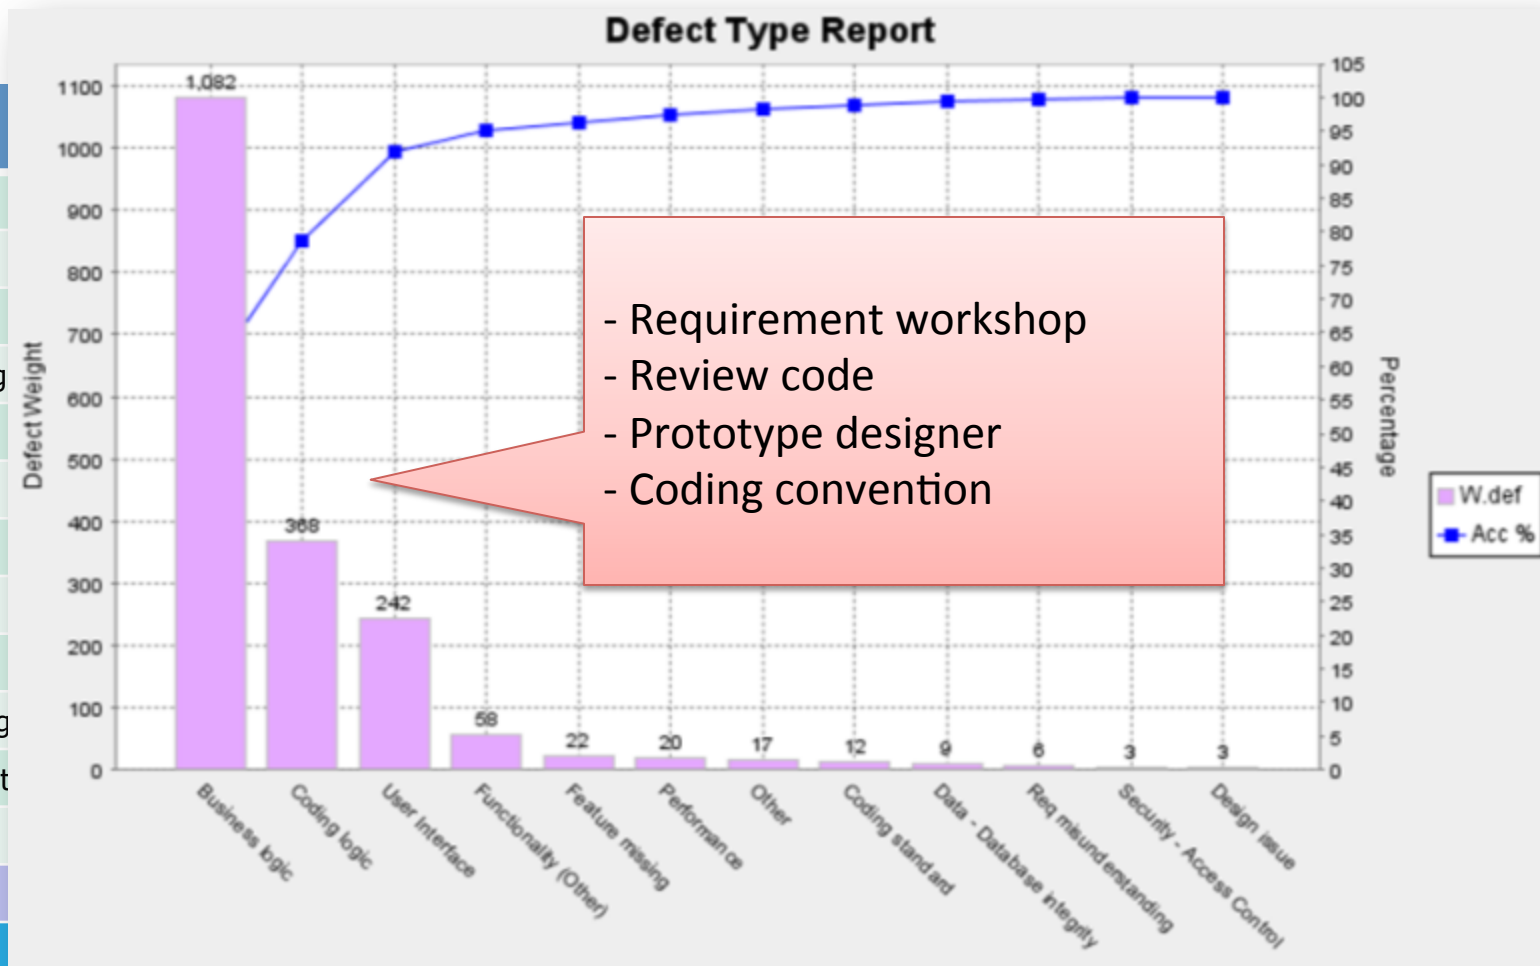 Defect Type Report
1,082
368
242
58
22
20
17
12
9
6
3
3
1100
1000
900
800
700
600
500
400
300
200
100
0
Defect Weight
105
100
95
90
85
80
75
70
65
60
55
50
45
40
35
30
25
20
15
10
5
0
Percentage
- Requirement workshop
- Review code
- Prototype designer
- Coding convention
W.def
Acc %
Business logic
Coding logic
User Interface
Functionality (Other)
Feature missing
Performance
Other
Coding standard
Data - Database integrity
Req misunderstanding
Security - Access Control
Design issue
g
g
t